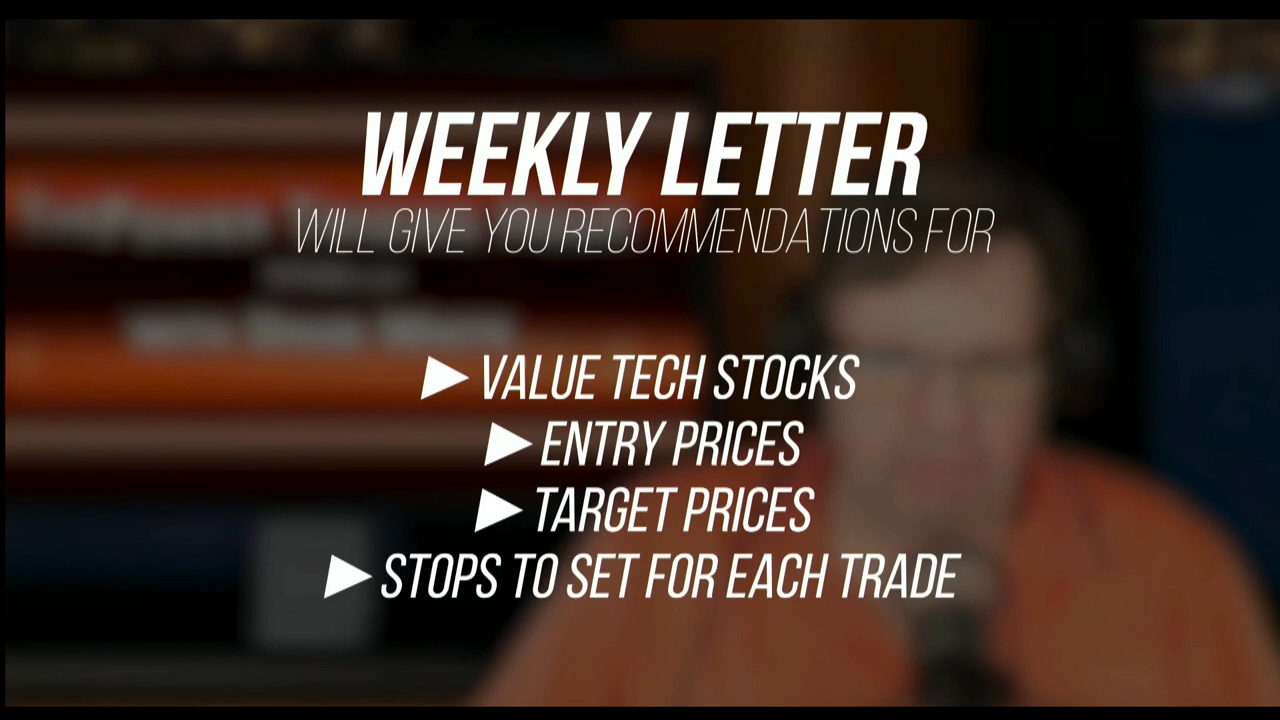 WEEKLY LETTER
WILL GIVE YOU RECOMMENDATIONS FOR
▶ VALUE TECH STOCKS
▶ ENTRY PRICES
▶ TARGET PRICES
▶ STOPS TO SET FOR EACH TRADE